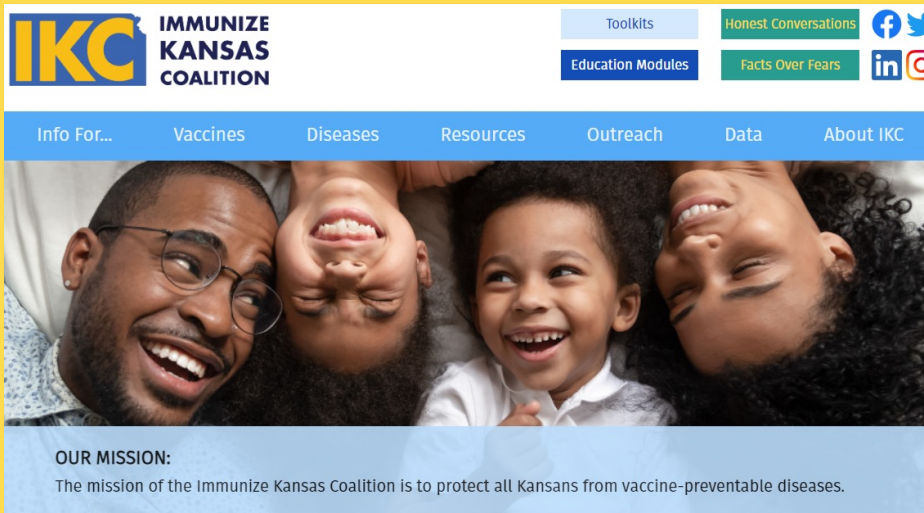 IKC
IMMUNIZE
KANSAS
COALITION
Toolkits
Honest Conversations
Education Modules
Facts Over Fears
Info For...
Vaccines
Diseases
Resources
Outreach
Data
About IKC
OUR MISSION:
The mission of the Immunize Kansas Coalition is to protect all Kansans from vaccine-preventable diseases.